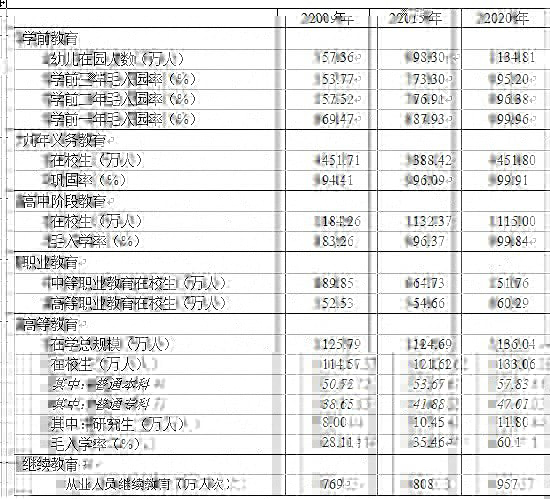 2009年 2015年 2020年
学前教育
幼儿在园人数（万人） 57.36 98.30 134.81
学前三年毛入园率（%） 53.77 73.30 95.20
学前二年毛入园率（%） 57.52 76.91 96.38
学前一年毛入园率（%） 69.47 87.93 99.96
九年义务教育
在校生（万人） 451.71 388.42 451.80
巩固率（%） 94.41 96.09 99.91
高中阶段教育
在校生（万人） 132.37 115.00
毛入学率（%） 83.26 96.37 99.84
职业教育
中等职业教育在校生（万人） 89.85 64.73 51.76
高等职业教育在校生（万人） 52.53 54.66 60.29
高等教育
在学总规模（万人） 125.79 124.69 136.04
在校生（万人） 121.62 133.06
其中：普通本科 53.67 57.83
其中：普通专科 38.65 41.88 47.01
其中：研究生（万人） 8.00 10.45 11.80
毛入学率（%） 28.11 35.46 60.1
继续教育
从业人员继续教育（万人次） 769 808 957